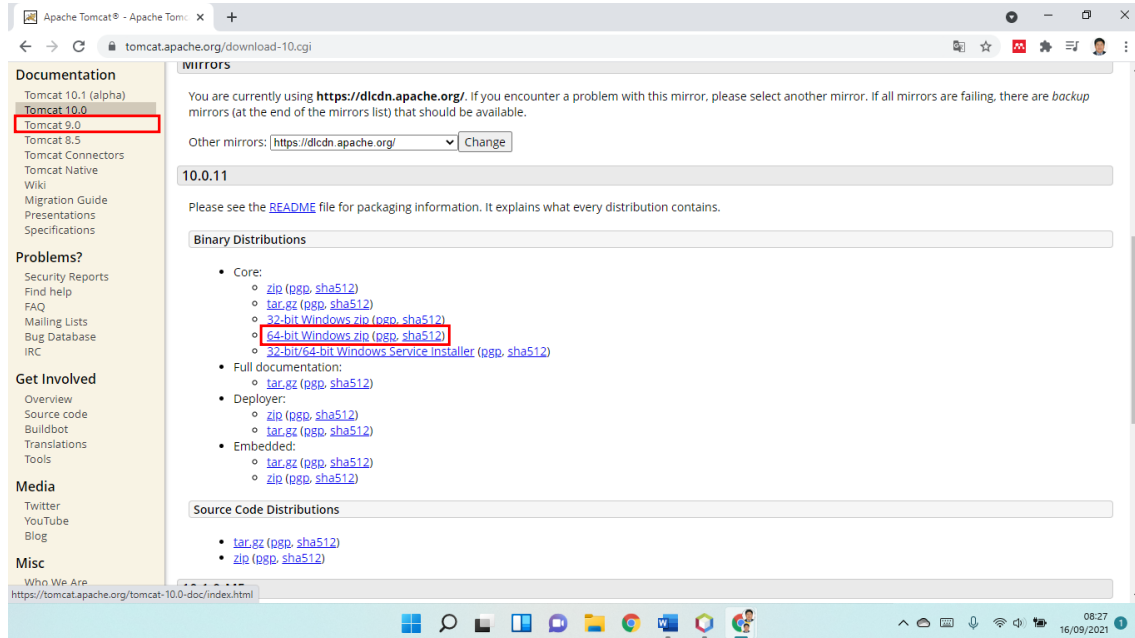 Apache Tomcat® - Apache Tomc
tomcat.apache.org/download-10.cgi
Documentation
Tomcat 10.1 (alpha)
Tomcat 10.0
Tomcat 9.0
Tomcat 8.5
Tomcat Connectors
Tomcat Native
Wiki
Migration Guide
Presentations
Specifications
Problems?
Security Reports
Find help
FAQ
Mailing Lists
Bug Database
IRC
Get Involved
Overview
Source code
Buildbot
Translations
Tools
Media
Twitter
YouTube
Blog
Misc
Who We Are
https://tomcat.apache.org/tomcat-10.0-doc/index.html
Mirrors
You are currently using https://dlcdn.apache.org/. If you encounter a problem with this mirror, please select another mirror. If all mirrors are failing, there are backup
mirrors (at the end of the mirrors list) that should be available.
Other mirrors: https://dlcdn.apache.org/ Change
10.0.11
Please see the README file for packaging information. It explains what every distribution contains.
Binary Distributions
Core:
zip (pgp, sha512)
tar.gz (pgp, sha512)
32-bit Windows zip (pgp, sha512)
64-bit Windows zip (pgp, sha512)
32-bit/64-bit Windows Service Installer (pgp, sha512)
Full documentation:
tar.gz (pgp, sha512)
Deployer:
zip (pgp, sha512)
tar.gz (pgp, sha512)
Embedded:
tar.gz (pgp, sha512)
zip (pgp, sha512)
Source Code Distributions
tar.gz (pgp, sha512)
zip (pgp, sha512)
08:27
16/09/2021
1